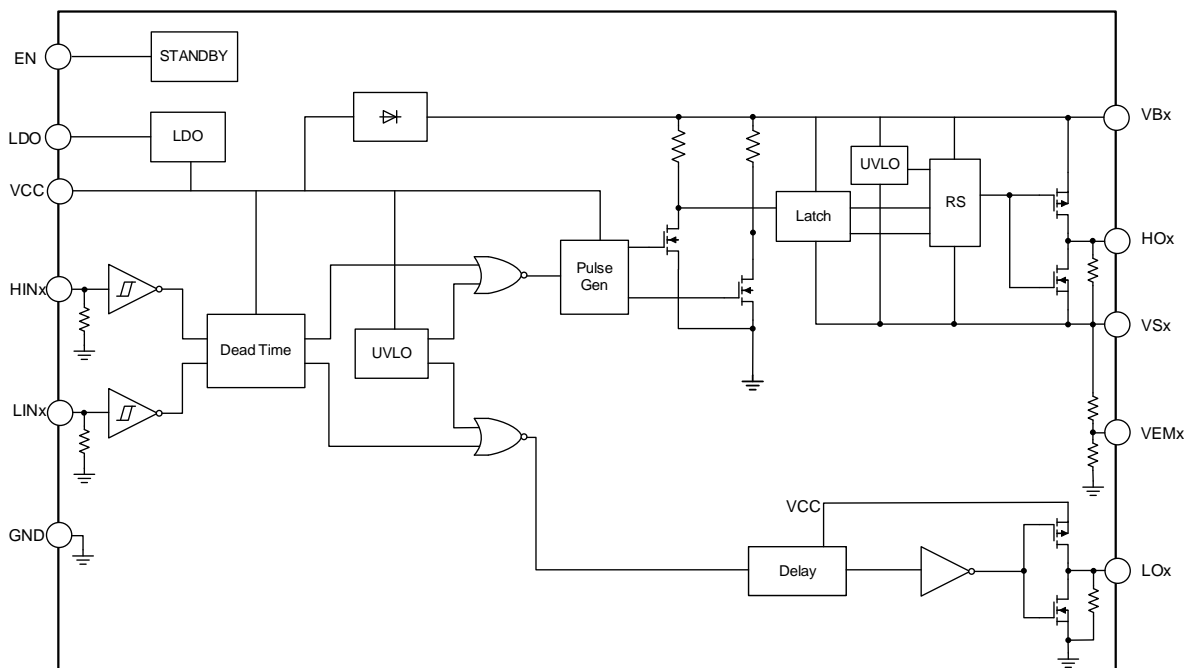 EN
STANDBY
LDO
LDO
VCC
VBx
UVLO
Latch
RS
HOx
HINx
Pulse
Gen
Dead Time
UVLO
VSx
LINx
VEMx
GND
VCC
Delay
LOx